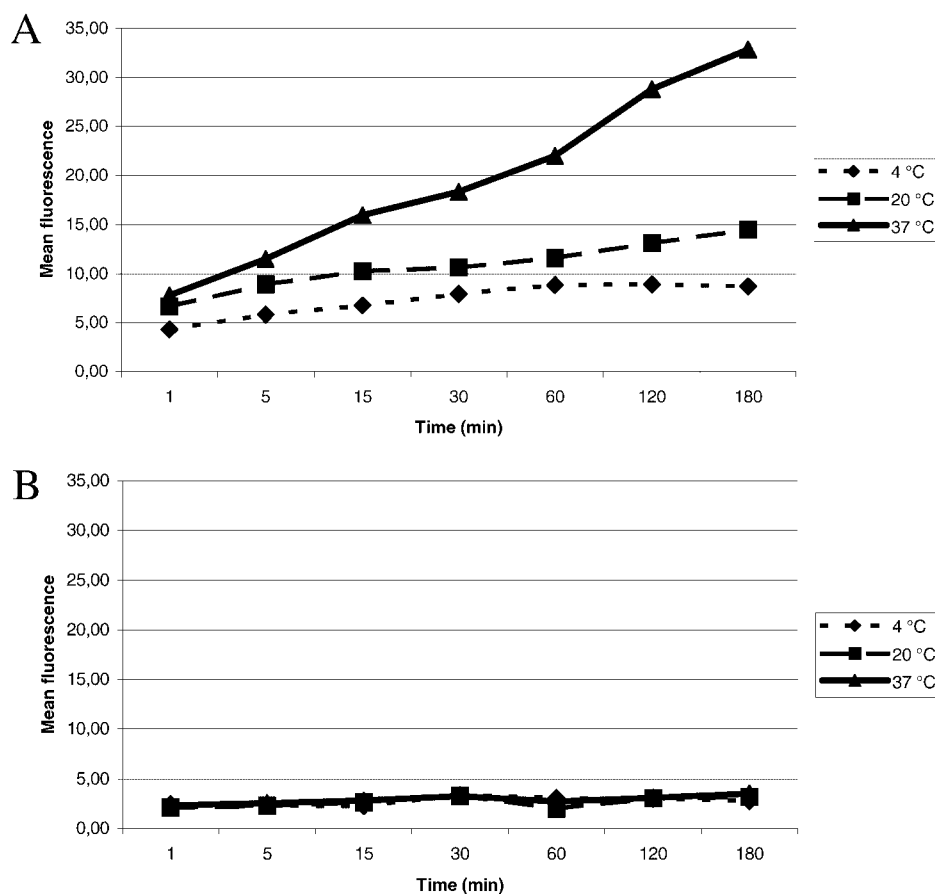 A
35,00
30,00
25,00
20,00
15,00
10,00
5,00
0,00
Mean fluorescence
1 5 15 30 60 120 180
Time (min)
4 °C
20 °C
37 °C
B
35,00
30,00
25,00
20,00
15,00
10,00
5,00
0,00
Mean fluorescence
1 5 15 30 60 120 180
Time (min)
4 °C
20 °C
37 °C